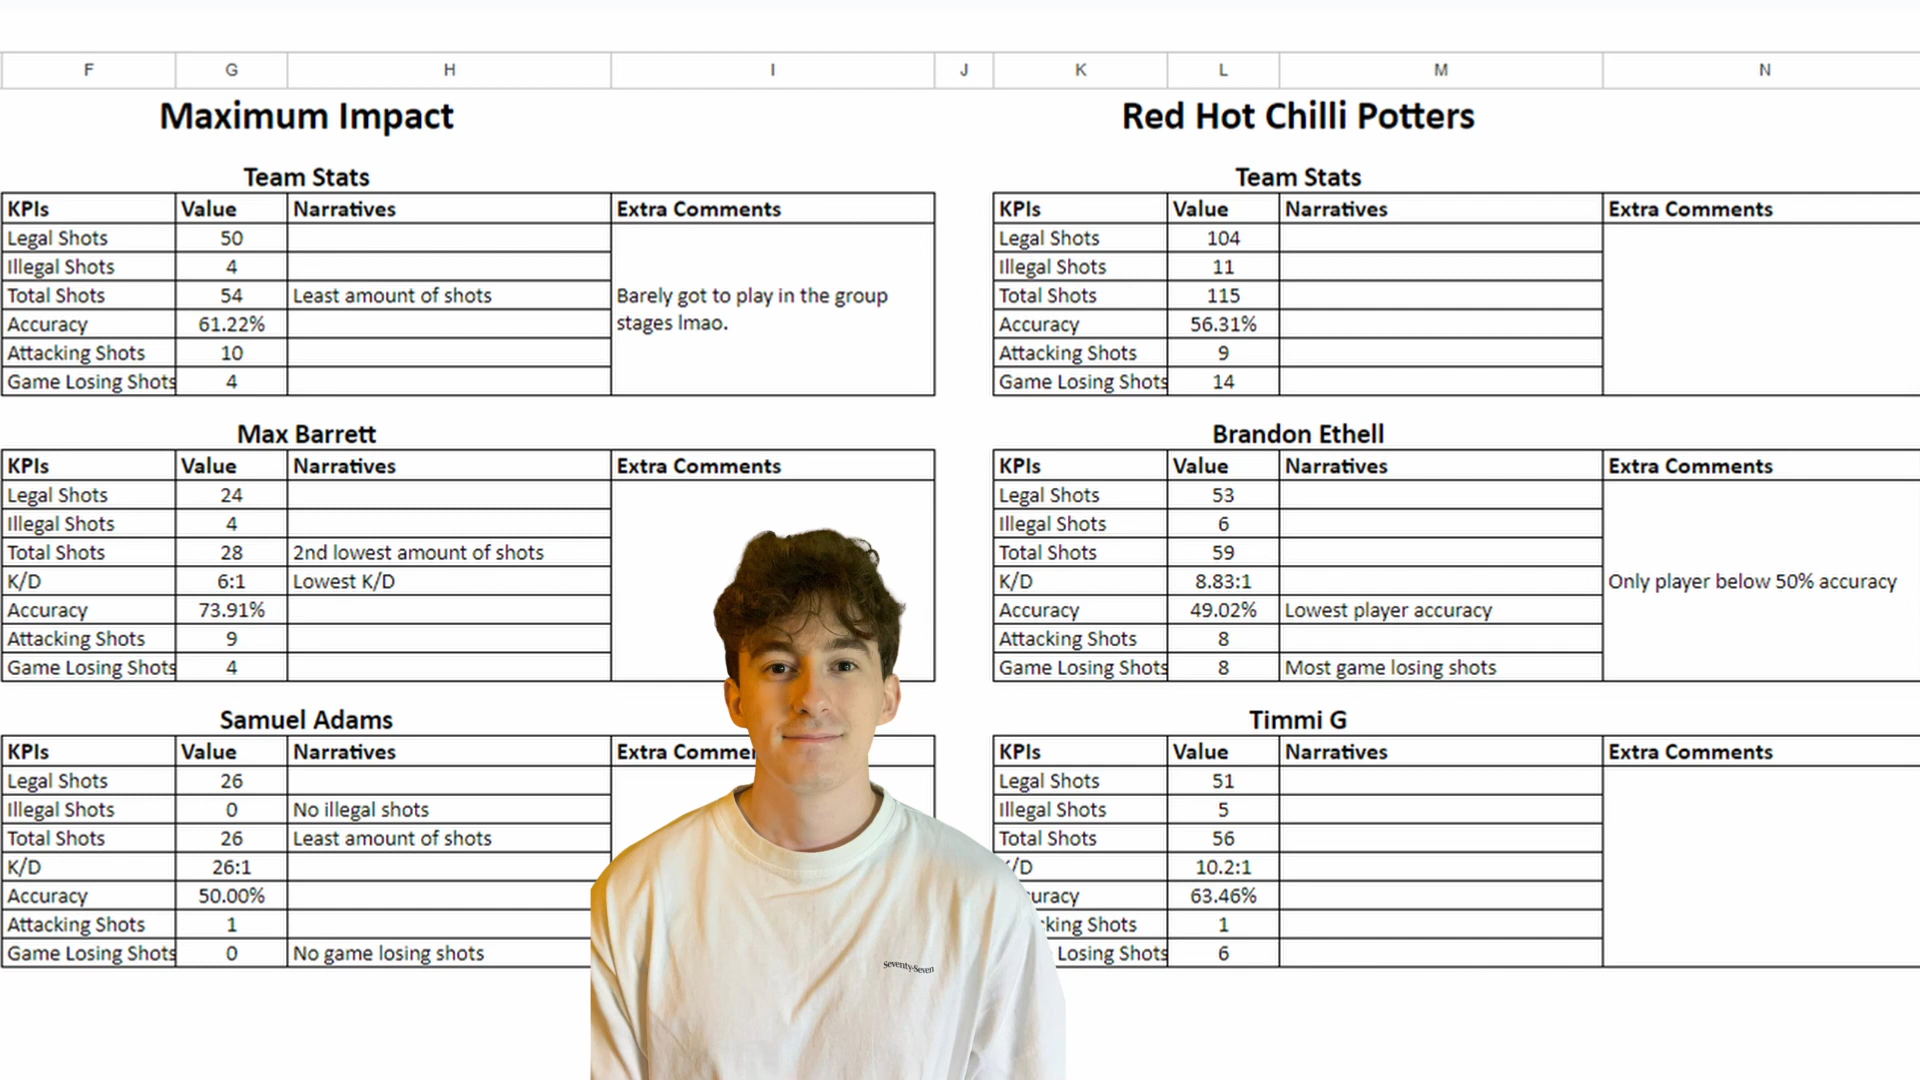 F G H I J K L M N
Maximum Impact
Team Stats
KPIs Value Narratives Extra Comments
Legal Shots 50
Illegal Shots 4
Total Shots 54 Least amount of shots
Accuracy 61.22%
Attacking Shots 10
Game Losing Shots 4
Barely got to play in the group
stages lmao.
Max Barrett
KPIs Value Narratives Extra Comments
Legal Shots 24
Illegal Shots 4
Total Shots 28 2nd lowest amount of shots
K/D 6:1 Lowest K/D
Accuracy 73.91%
Attacking Shots 9
Game Losing Shots 4
Samuel Adams
KPIs Value Narratives Extra Commer
Legal Shots 26
Illegal Shots 0 No illegal shots
Total Shots 26 Least amount of shots
K/D 26:1
Accuracy 50.00%
Attacking Shots 1
Game Losing Shots 0 No game losing shots
Red Hot Chilli Potters
Team Stats
KPIs Value Narratives Extra Comments
Legal Shots 104
Illegal Shots 11
Total Shots 115
Accuracy 56.31%
Attacking Shots 9
Game Losing Shots 14
Brandon Ethell
KPIs Value Narratives Extra Comments
Legal Shots 53
Illegal Shots 6
Total Shots 59
K/D 8.83:1
Accuracy 49.02% Lowest player accuracy
Attacking Shots 8
Game Losing Shots 8 Most game losing shots
Only player below 50% accuracy
Timmi G
KPIs Value Narratives Extra Comments
Legal Shots 51
Illegal Shots 5
Total Shots 56
/D 10.2:1
curacy 63.46%
cking Shots 1
Losing Shots 6
Seventy-Seven